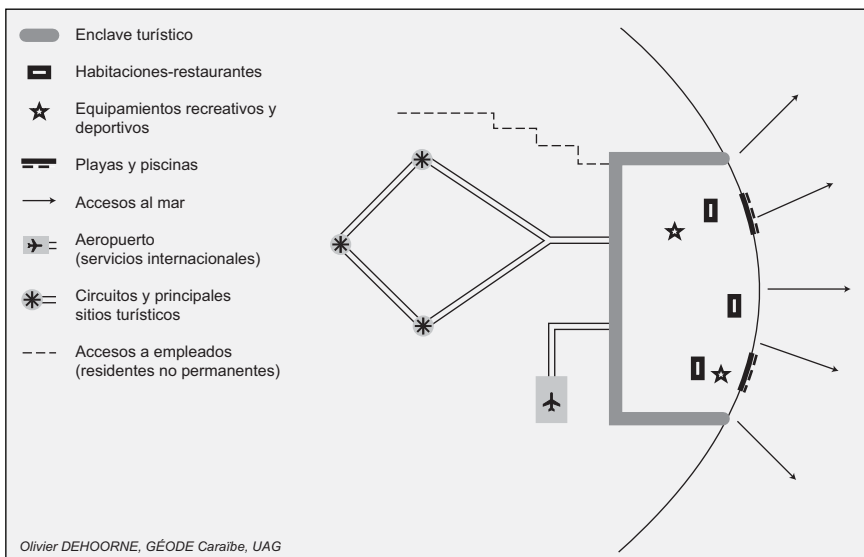 Enclave turístico
Habitaciones-restaurantes
Equipamientos recreativos y
deportivos
Playas y piscinas
Accesos al mar
Aeropuerto
(servicios internacionales)
Circuitos y principales
sitios turísticos
Accesos a empleados
(residentes no permanentes)
Olivier DEHOORNE, GÉODE Caraïbe, UAG